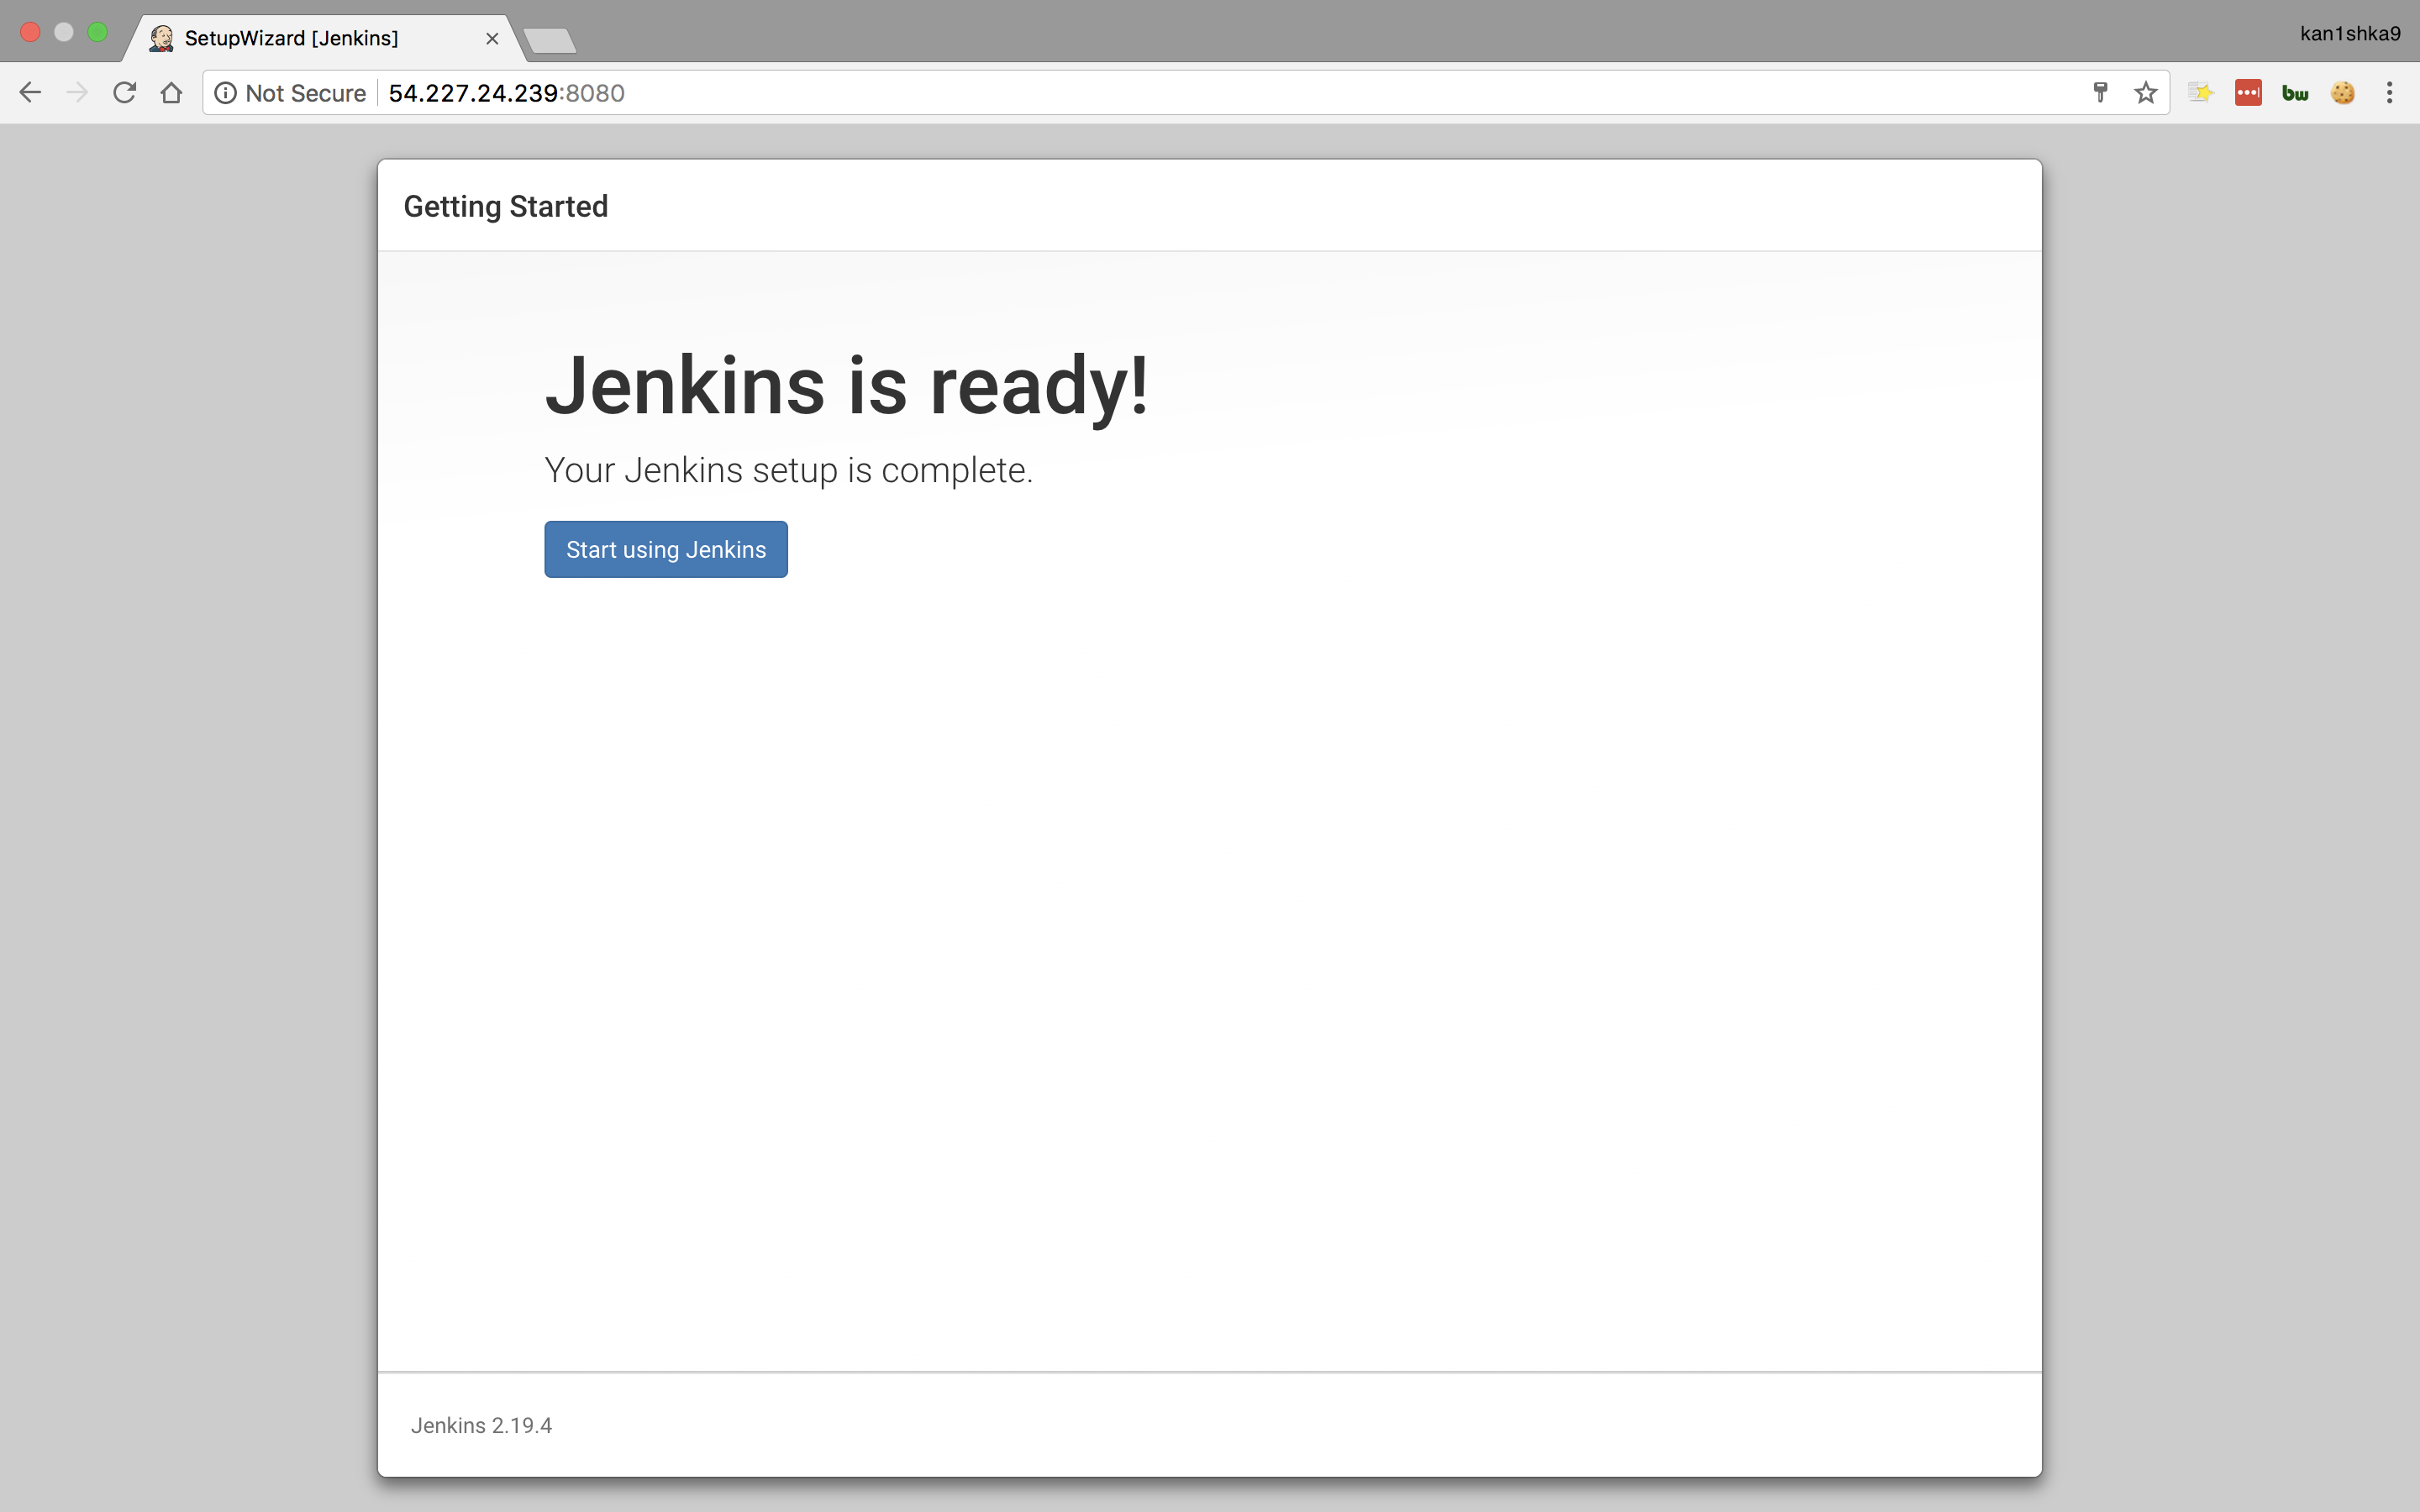 SetupWizard [Jenkins]
kan1shka9
Not Secure
54.227.24.239:8080
bw
Getting Started
Jenkins is ready!
Your Jenkins setup is complete.
Start using Jenkins
Jenkins 2.19.4